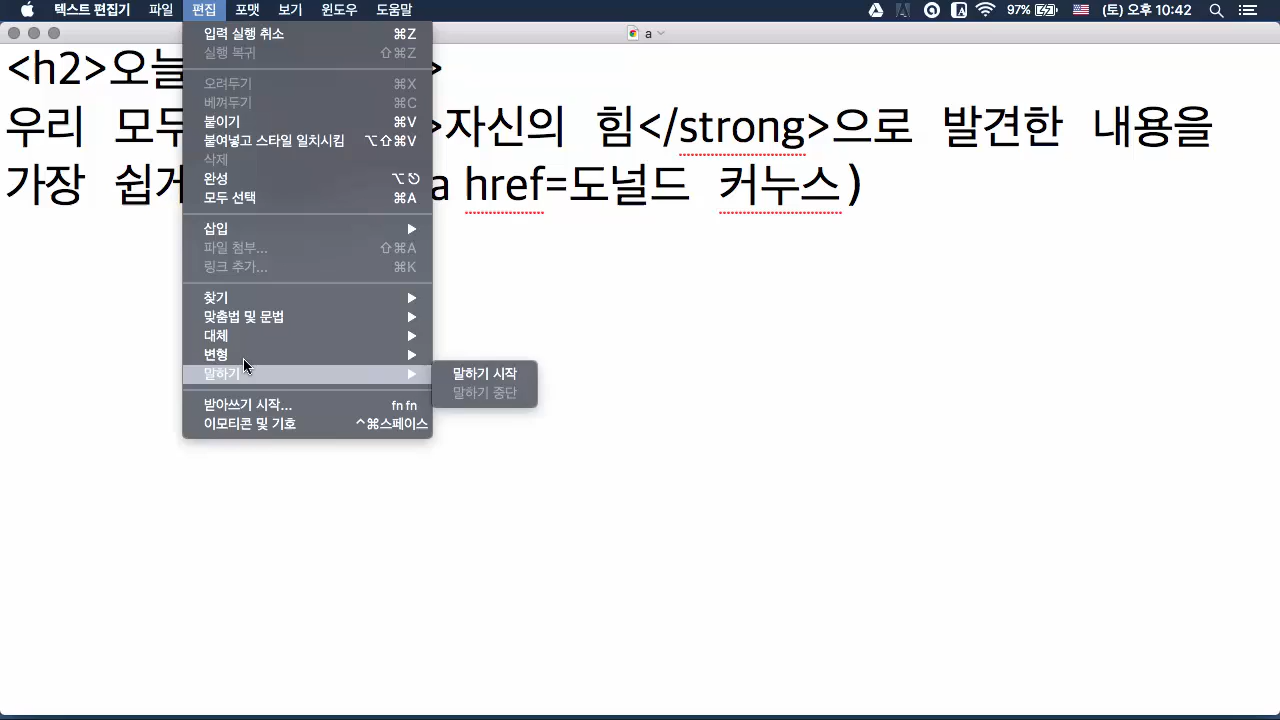 텍스트 편집기 파일 편집 포맷 보기 윈도우 도움말 97% (토) 오후 10:42
a
<h2>오늘 >
우리 모두 >자신의 힘</strong>으로 발견한 내용을
가장 쉽게 a href=도널드 커누스)
입력 실행 취소 ⌘Z
실행 복귀 ⇧⌘Z
오려두기 ⌘X
베껴두기 ⌘C
붙이기 ⌘V
붙여넣고 스타일 일치시킴 ⌥⇧⌘V
삭제
완성 ⌥⎋
모두 선택 ⌘A
삽입 ▶
파일 첨부... ⇧⌘A
링크 추가... ⌘K
찾기 ▶
맞춤법 및 문법 ▶
대체 ▶
변형 ▶
말하기 ▶
말하기 시작
말하기 중단
받아쓰기 시작... fn fn
이모티콘 및 기호 ^⌘스페이스